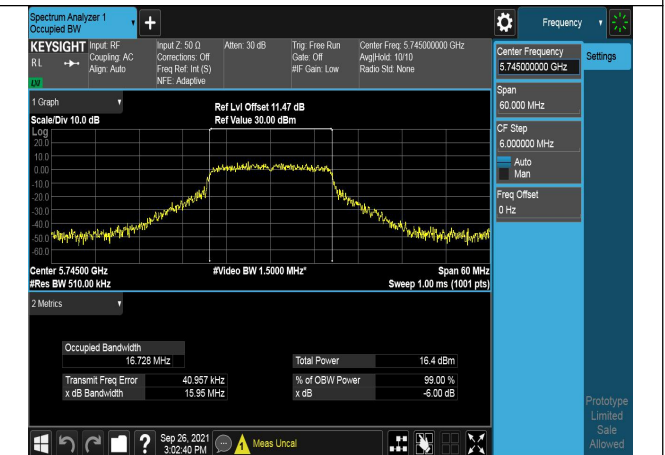 Spectrum Analyzer 1
Occupied BW
+
Frequency
KEYSIGHT
RL
LXI
Input: RF
Coupling: AC
Align: Auto
Input Z: 50 Ω
Corrections: Off
Freq Ref: Int (S)
NFE: Adaptive
Atten: 30 dB
Trig: Free Run
Gate: Off
#IF Gain: Low
Center Freq: 5.745000000 GHz
Avg|Hold: 10/10
Radio Std: None
Center Frequency
5.745000000 GHz
Settings
Span
60.000 MHz
CF Step
6.000000 MHz
Auto
Man
Freq Offset
0 Hz
1 Graph
Scale/Div 10.0 dB
Ref Lvl Offset 11.47 dB
Ref Value 30.00 dBm
Log
20.0
10.0
0.00
-10.0
-20.0
-30.0
-40.0
-50.0
-60.0
Center 5.74500 GHz
#Res BW 510.00 kHz
#Video BW 1.5000 MHz*
Span 60 MHz
Sweep 1.00 ms (1001 pts)
2 Metrics
Occupied Bandwidth
16.728 MHz
Total Power 16.4 dBm
Transmit Freq Error 40.957 kHz
% of OBW Power 99.00 %
x dB Bandwidth 15.95 MHz
x dB -6.00 dB
Prototype
Limited
Sale
Allowed
?
Sep 26, 2021
3:02:40 PM
Meas Uncal